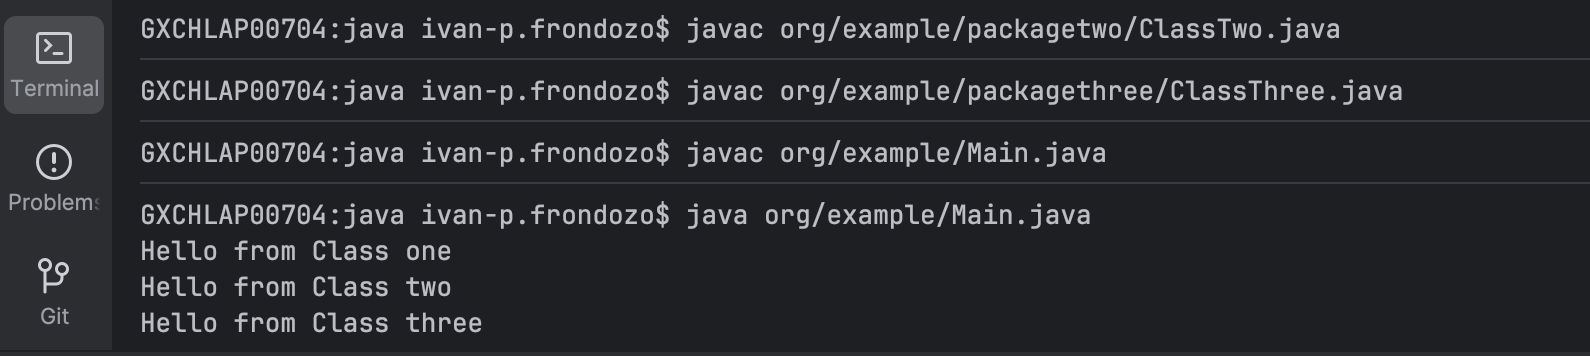 Terminal
Problems
Git
GXCHLAP00704:java ivan-p.frondozo$ javac org/example/packagetwo/ClassTwo.java
GXCHLAP00704:java ivan-p.frondozo$ javac org/example/packagethree/ClassThree.java
GXCHLAP00704:java ivan-p.frondozo$ javac org/example/Main.java
GXCHLAP00704:java ivan-p.frondozo$ java org/example/Main.java
Hello from Class one
Hello from Class two
Hello from Class three